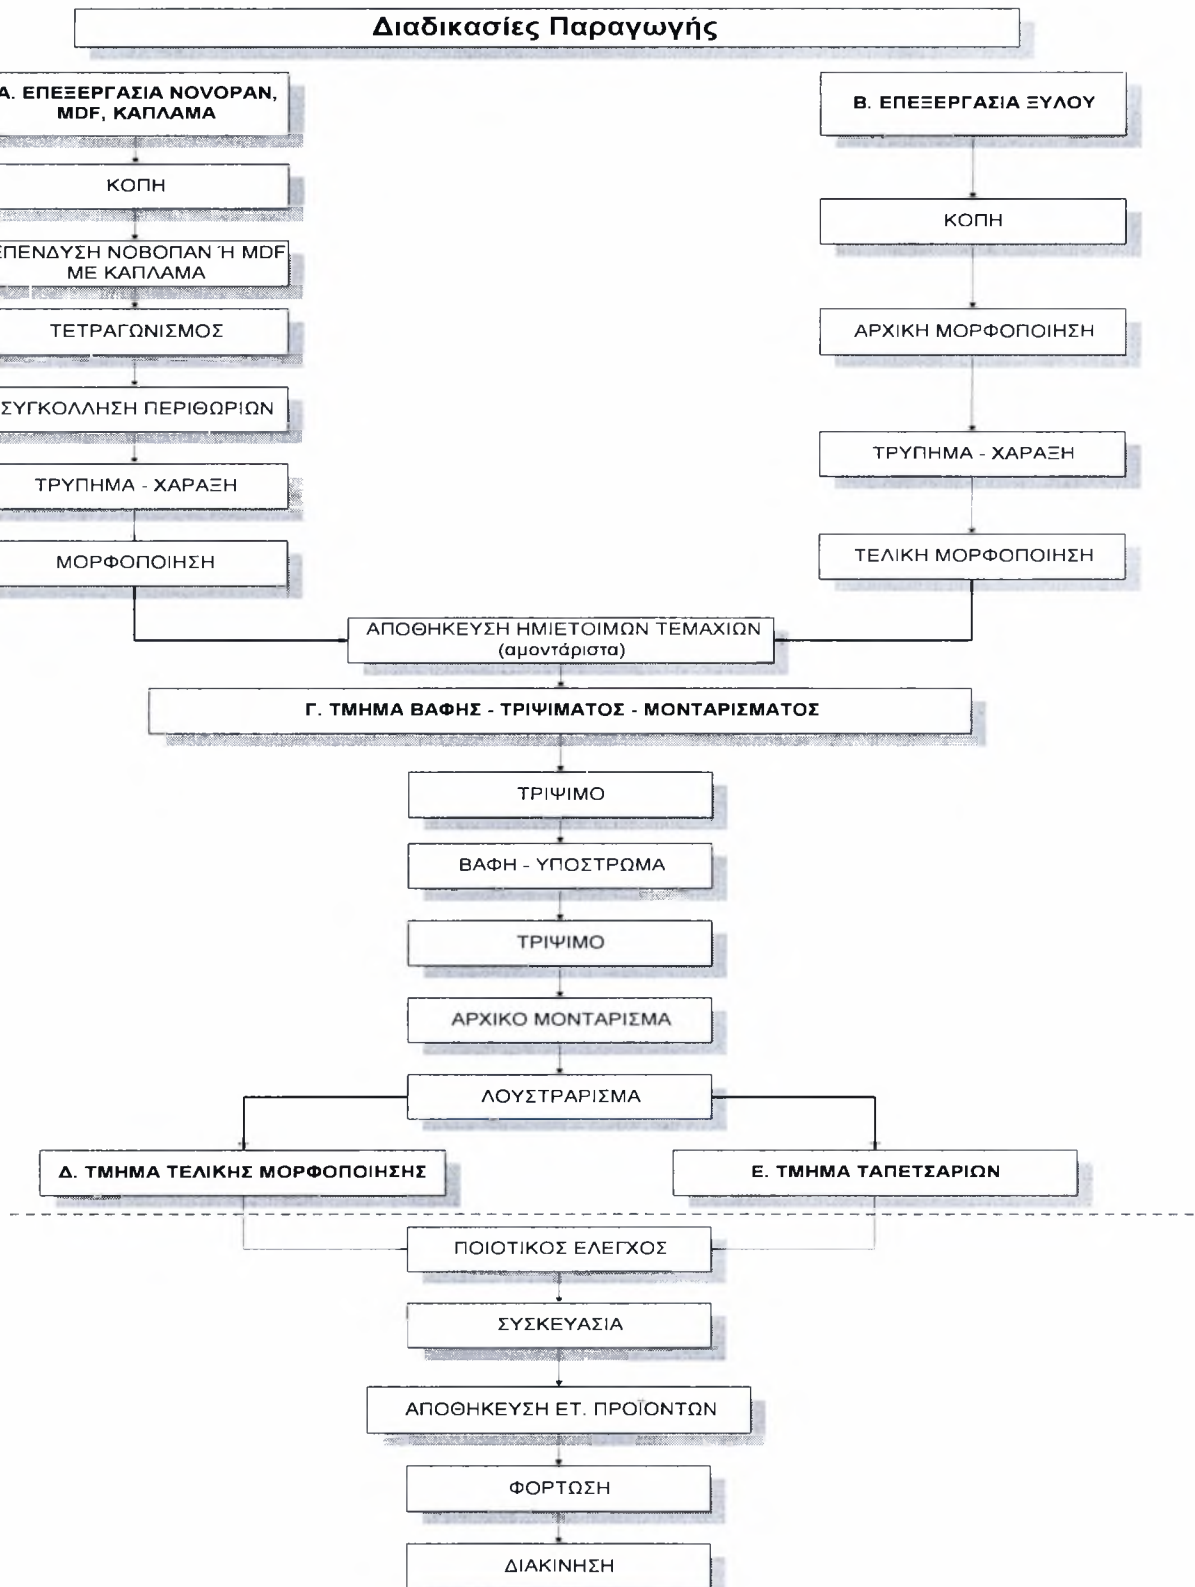 Διαδικασίες Παραγωγής
Α. ΕΠΕΞΕΡΓΑΣΙΑ NOVOPAN,
MDF, ΚΑΠΛΑΜΑ
ΚΟΠΗ
ΕΠΕΝΔΥΣΗ ΝΟΒΟΠΑΝ Ή MDF
ΜΕ ΚΑΠΛΑΜΑ
ΤΕΤΡΑΓΩΝΙΣΜΟΣ
ΣΥΓΚΟΛΛΗΣΗ ΠΕΡΙΘΩΡΙΩΝ
ΤΡΥΠΗΜΑ - ΧΑΡΑΞΗ
ΜΟΡΦΟΠΟΙΗΣΗ
Β. ΕΠΕΞΕΡΓΑΣΙΑ ΞΥΛΟΥ
ΚΟΠΗ
ΑΡΧΙΚΗ ΜΟΡΦΟΠΟΙΗΣΗ
ΤΡΥΠΗΜΑ - ΧΑΡΑΞΗ
ΤΕΛΙΚΗ ΜΟΡΦΟΠΟΙΗΣΗ
ΑΠΟΘΗΚΕΥΣΗ ΗΜΙΕΤΟΙΜΩΝ ΤΕΜΑΧΙΩΝ
(αμοντάριστα)
Γ. ΤΜΗΜΑ ΒΑΦΗΣ - ΤΡΙΨΙΜΑΤΟΣ - ΜΟΝΤΑΡΙΣΜΑΤΟΣ
ΤΡΙΨΙΜΟ
ΒΑΦΗ - ΥΠΟΣΤΡΩΜΑ
ΤΡΙΨΙΜΟ
ΑΡΧΙΚΟ ΜΟΝΤΑΡΙΣΜΑ
ΛΟΥΣΤΡΑΡΙΣΜΑ
Δ. ΤΜΗΜΑ ΤΕΛΙΚΗΣ ΜΟΡΦΟΠΟΙΗΣΗΣ
Ε. ΤΜΗΜΑ ΤΑΠΕΤΣΑΡΙΩΝ
ΠΟΙΟΤΙΚΟΣ ΕΛΕΓΧΟΣ
ΣΥΣΚΕΥΑΣΙΑ
ΑΠΟΘΗΚΕΥΣΗ ΕΤ. ΠΡΟΪΟΝΤΩΝ
ΦΟΡΤΩΣΗ
ΔΙΑΚΙΝΗΣΗ